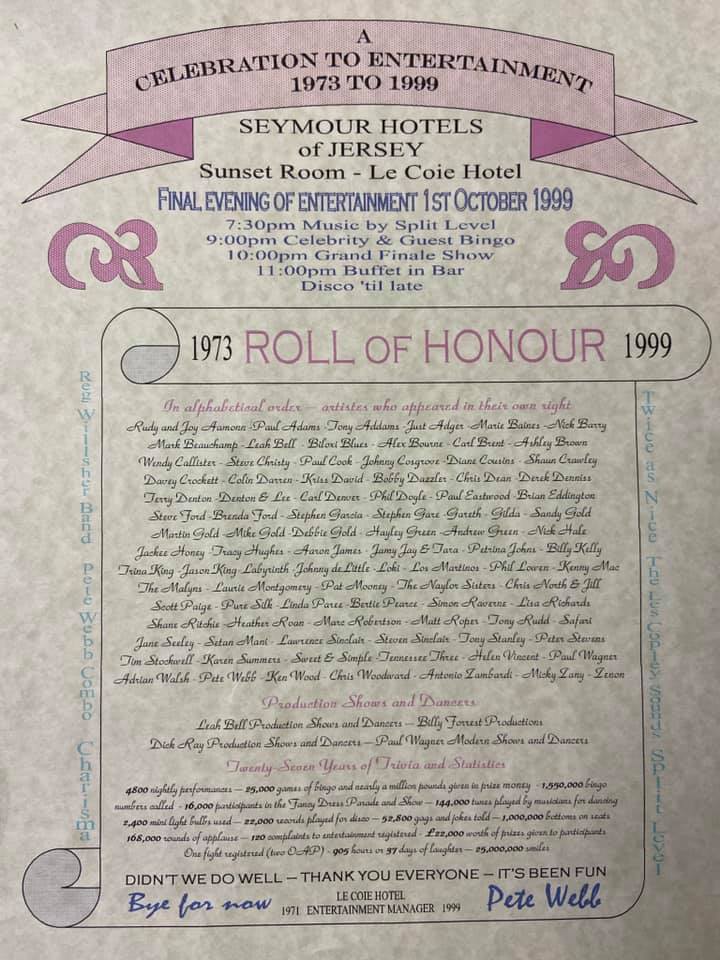 A
CELEBRATION TO ENTERTAINMENT
1973 TO 1999
SEYMOUR HOTELS
of JERSEY
Sunset Room - Le Coie Hotel
FINAL EVENING OF ENTERTAINMENT 1ST OCTOBER 1999
7:30pm Music by Split Level
9:00pm Celebrity & Guest Bingo
10:00pm Grand Finale Show
11:00pm Buffet in Bar
Disco 'til late
1973 ROLL OF HONOUR 1999
In alphabetical order — artistes who appeared in their own right
Rudy and Joy Aamonn - Paul Adams - Tony Addams - Just Adger - Marie Baines - Nick Barry
Mark Beauchamp - Leah Bell - Biloxi Blues - Alex Bourne - Carl Brent - Ashley Brown
Wendy Callister - Steve Christy - Paul Cook - Johnny Cosgrove - Diane Cousins - Shaun Crawley
Davey Crockett - Colin Darren - Kriss David - Bobby Dazzler - Chris Dean - Derek Denniss
Terry Denton - Denton & Lee - Carl Denver - Phil Doyle - Paul Eastwood - Brian Eddington
Steve Ford - Brenda Ford - Stephen Garcia - Stephen Gare - Gareth - Gilda - Sandy Gold
Martin Gold - Mike Gold - Debbie Gold - Hayley Green - Andrew Green - Nick Hale
Jackee Honey - Tracy Hughes - Aaron James - Jamy Jay & Tara - Petrina Johns - Billy Kelly
Trina King - Jason King - Labyrinth - Johnny de Little - Loki - Los Martinos - Phil Lowen - Kenny Mac
The Malyns - Laurie Montgomery - Pat Mooney - The Naylor Sisters - Chris North & Jill
Scott Paige - Pure Silk - Linda Paree - Bertie Pearce - Simon Raverne - Lisa Richards
Shane Ritchie - Heather Roan - Marc Robertson - Matt Roper - Tony Rudd - Safari
Jane Seeley - Setan Mani - Lawrence Sinclair - Steven Sinclair - Tony Stanley - Peter Stevens
Tim Stockwell - Karen Summers - Sweet & Simple - Tennessee Three - Helen Vincent - Paul Wagner
Adrian Walsh - Pete Webb - Ken Wood - Chris Woodward - Antonio Zambardi - Micky Zany - Zenon
Production Shows and Dancers
Leah Bell Production Shows and Dancers — Billy Forrest Productions
Dick Ray Production Shows and Dancers — Paul Wagner Modern Shows and Dancers
Twenty-Seven Years of Trivia and Statistics
4800 nightly performances — 25,000 games of bingo and nearly a million pounds given in prize money - 1,550,000 bingo
numbers called - 16,000 participants in the Fancy Dress Parade and Show — 144,000 tunes played by musicians for dancing
2,400 mini light bulbs used — 22,000 records played for disco — 52,800 gags and jokes told — 1,000,000 bottoms on seats
168,000 rounds of applause — 120 complaints to entertainment registered - £22,000 worth of prizes given to participants
One fight registered (two OAP) - 905 hours or 37 days of laughter — 25,000,000 smiles
DIDN'T WE DO WELL — THANK YOU EVERYONE — IT'S BEEN FUN
Bye for now
LE COIE HOTEL
1971 ENTERTAINMENT MANAGER 1999
Pete Webb
Reg Willsher Band Pete Webb Combo Charisma
Twice as Nice The Les Copley Sounds Split Level